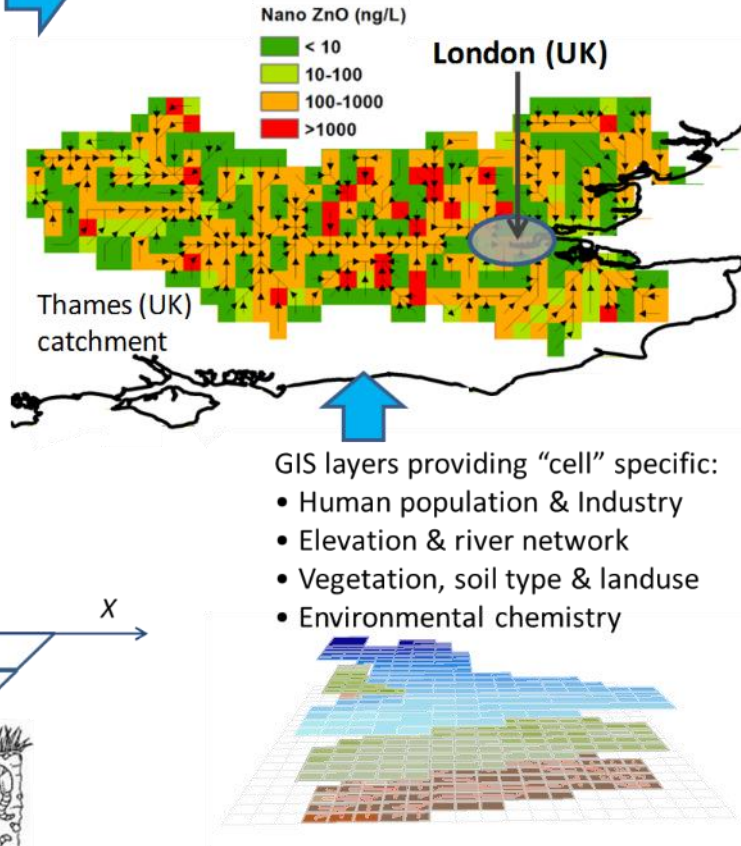 Nano ZnO (ng/L)
< 10
10-100
100-1000
>1000
London (UK)
Thames (UK)
catchment
GIS layers providing “cell” specific:
• Human population & Industry
• Elevation & river network
• Vegetation, soil type & landuse
• Environmental chemistry
X